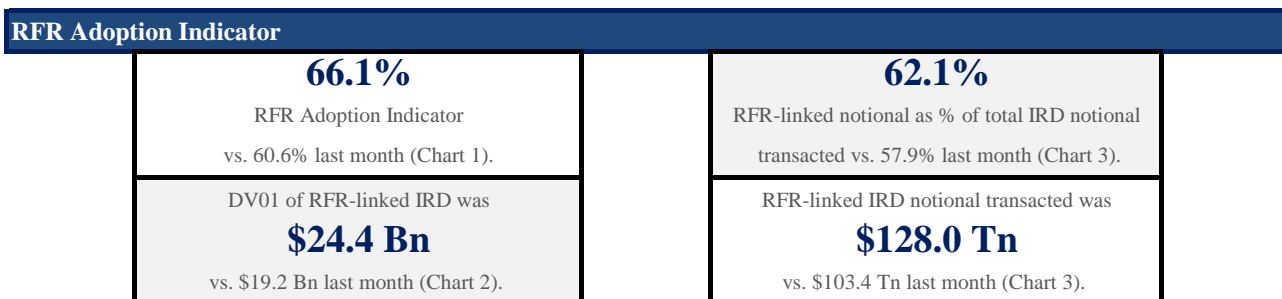 RFR Adoption Indicator
66.1%
RFR Adoption Indicator
vs. 60.6% last month (Chart 1).
62.1%
RFR-linked notional as % of total IRD notional
transacted vs. 57.9% last month (Chart 3).
DV01 of RFR-linked IRD was
$24.4 Bn
vs. $19.2 Bn last month (Chart 2).
RFR-linked IRD notional transacted was
$128.0 Tn
vs. $103.4 Tn last month (Chart 3).